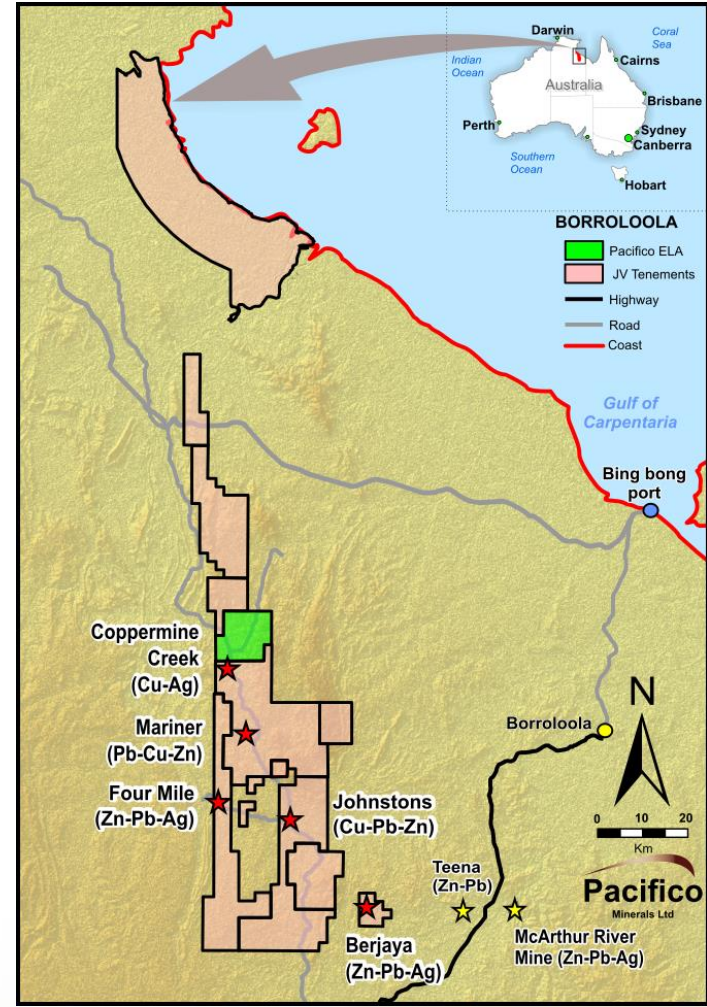 Darwin
Coral
Sea
Indian
Ocean
Cairns
Australia
Brisbane
Perth
Sydney
Canberra
Southern
Ocean
Hobart
BORROLOOLA
Pacifico ELA
JV Tenements
Highway
Road
Coast
Gulf of
Carpentaria
Bing bong
port
Coppermine
Creek
(Cu-Ag)
Mariner
(Pb-Cu-Zn)
Four Mile
(Zn-Pb-Ag)
Johnstons
(Cu-Pb-Zn)
Borroloola
N
0 10 20
Km
Teena
(Zn-Pb)
Pacifico
Minerals Ltd
Berjaya
(Zn-Pb-Ag)
McArthur River
Mine (Zn-Pb-Ag)